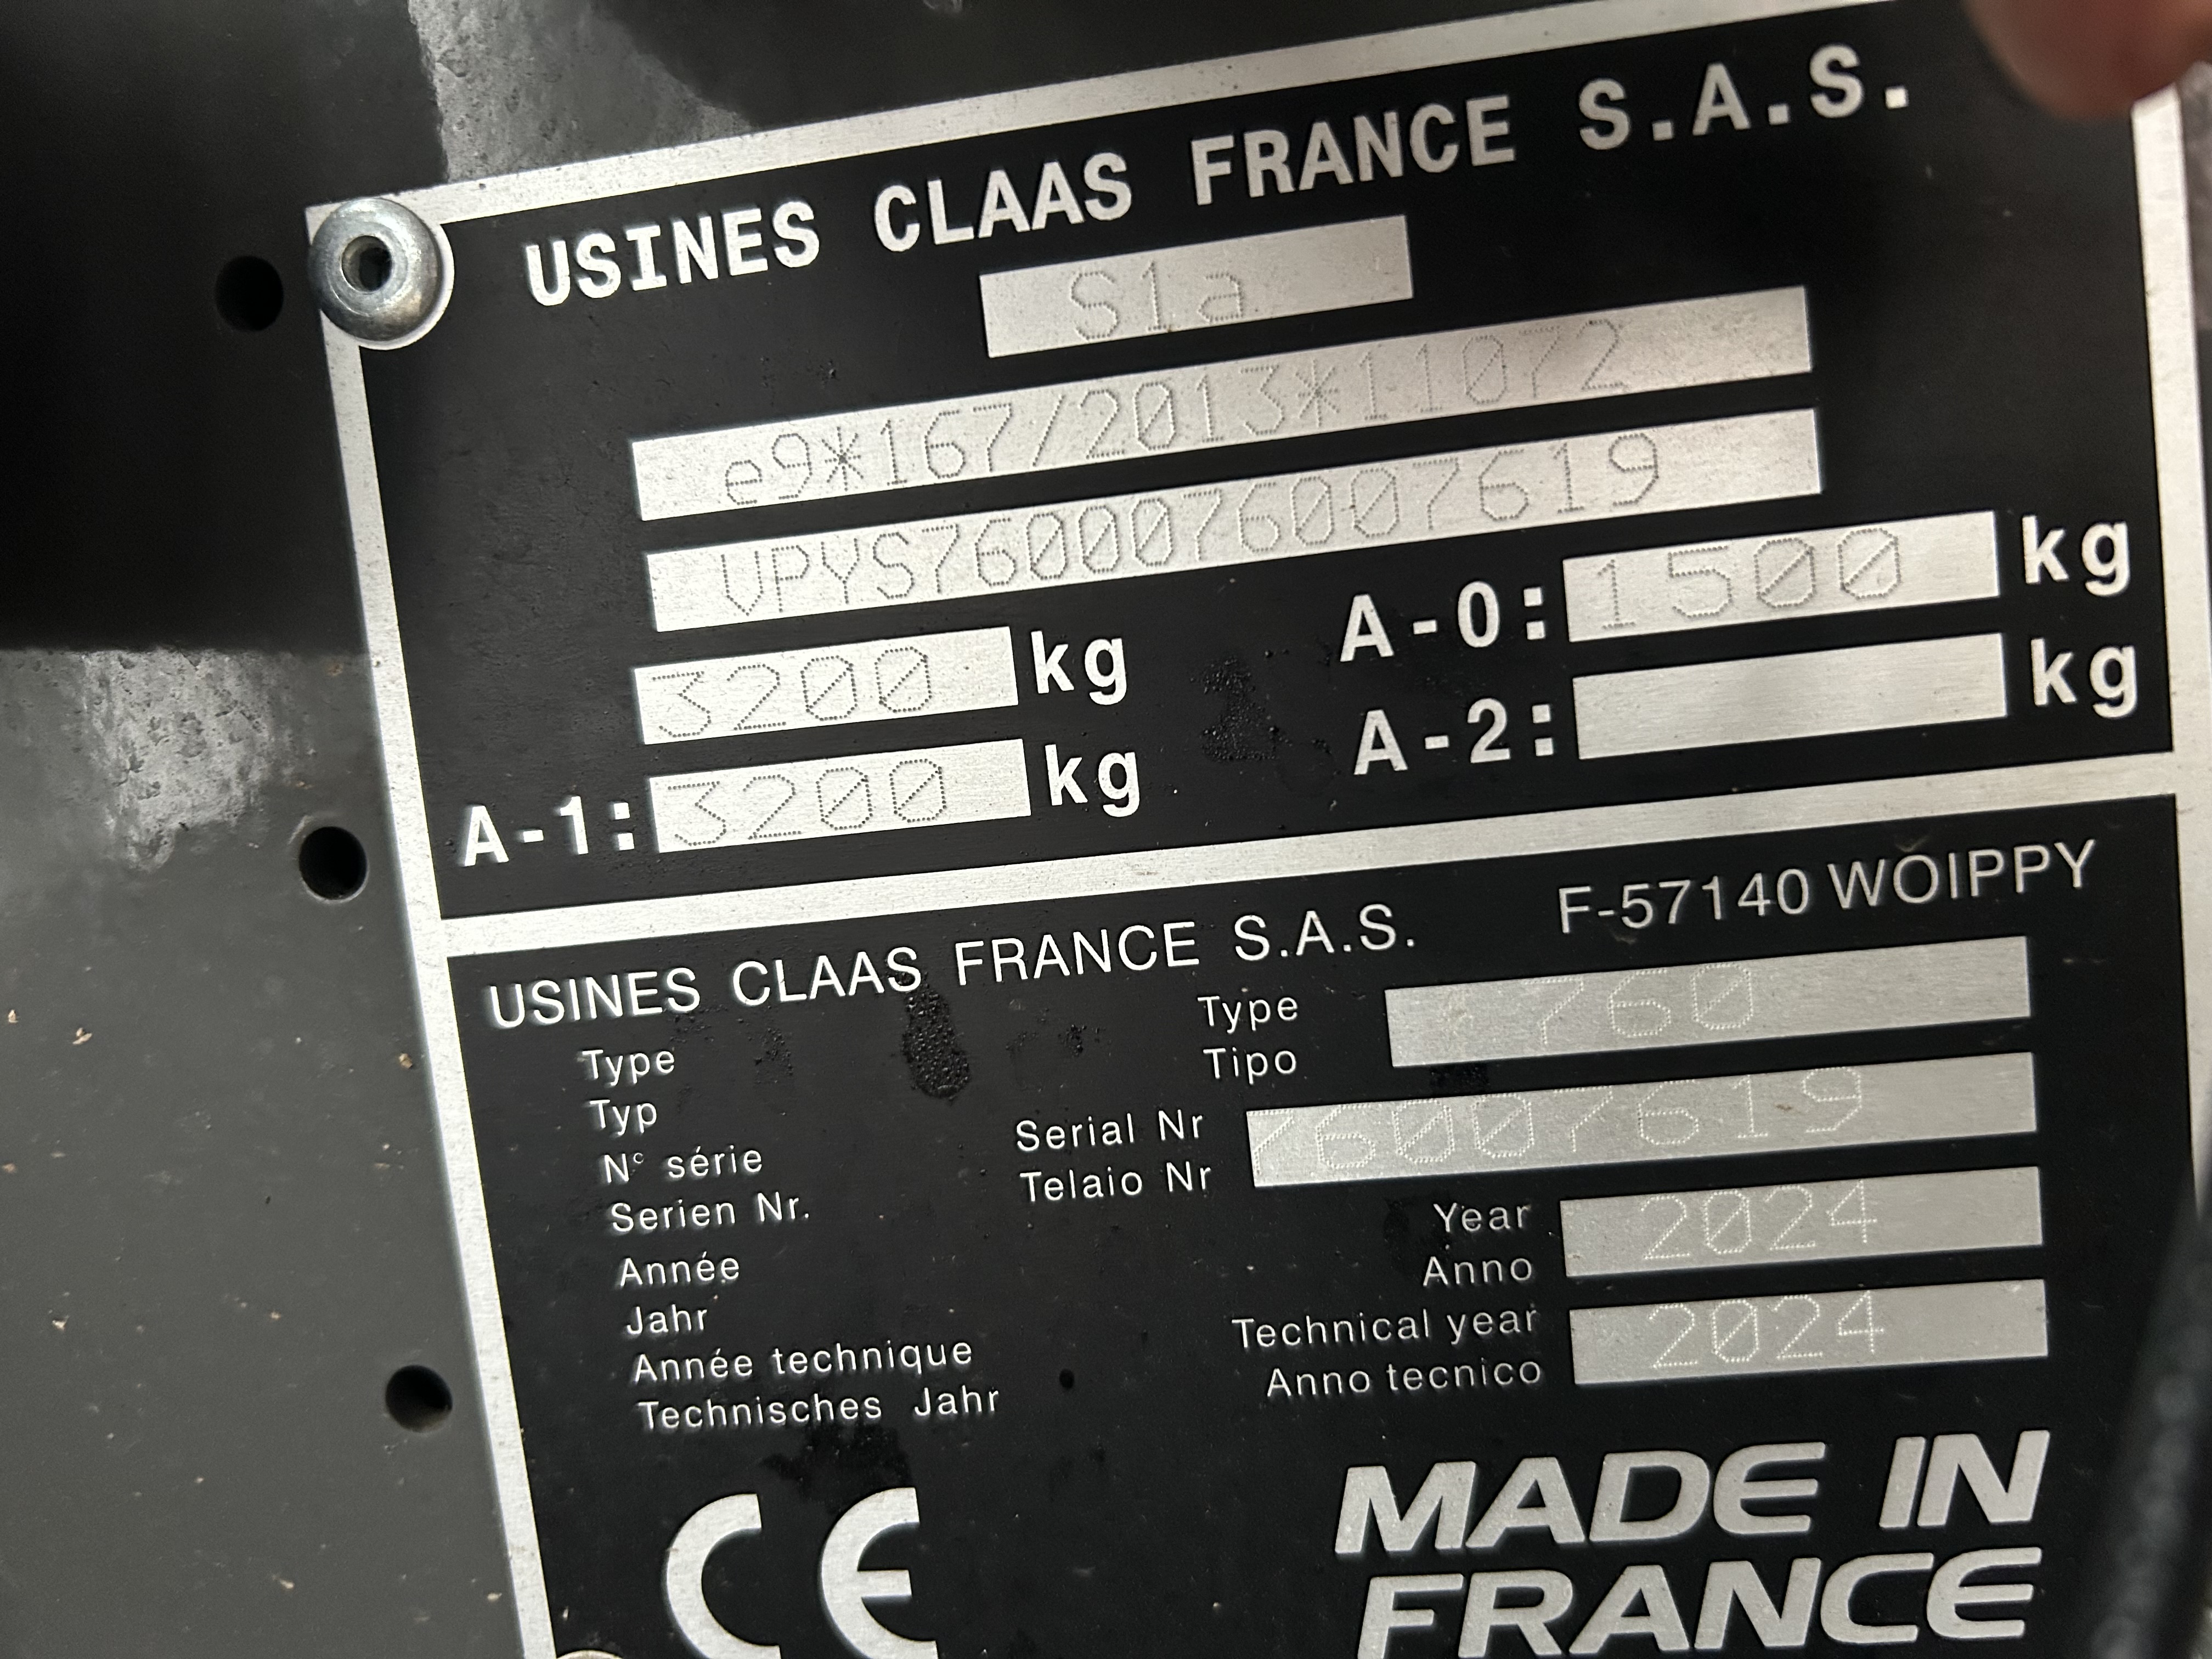 USINES CLAAS FRANCE S.A.S.
S1a
e9*167/2013*11072
VPYS7600076007619
3200 kg A-0: 1500 kg
A-1: 3200 kg A-2: kg
USINES CLAAS FRANCE S.A.S. F-57140 WOIPPY
Type Type 760
Typ Tipo
N° série Serial Nr 76007619
Serien Nr. Telaio Nr
Année Year 2024
Jahr Anno
Année technique Technical year 2024
Technisches Jahr Anno tecnico
CE MADE IN
FRANCE